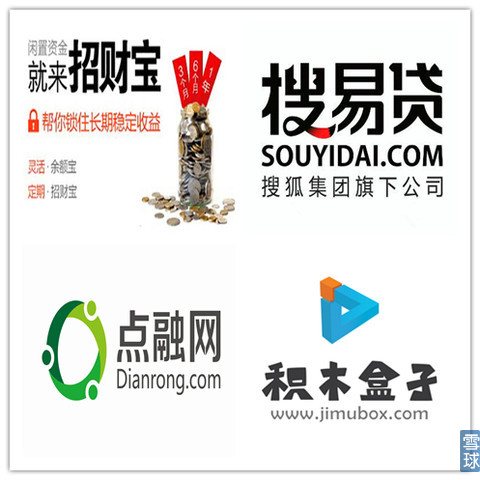 闲置资金
就来招财宝
3个月
6个月
1年
帮你锁住长期稳定收益
灵活·余额宝
定期·招财宝
搜易贷
SOUYIDAI.COM
搜狐集团旗下公司
点融网
Dianrong.com
积木盒子
www.jimubox.com
雪球